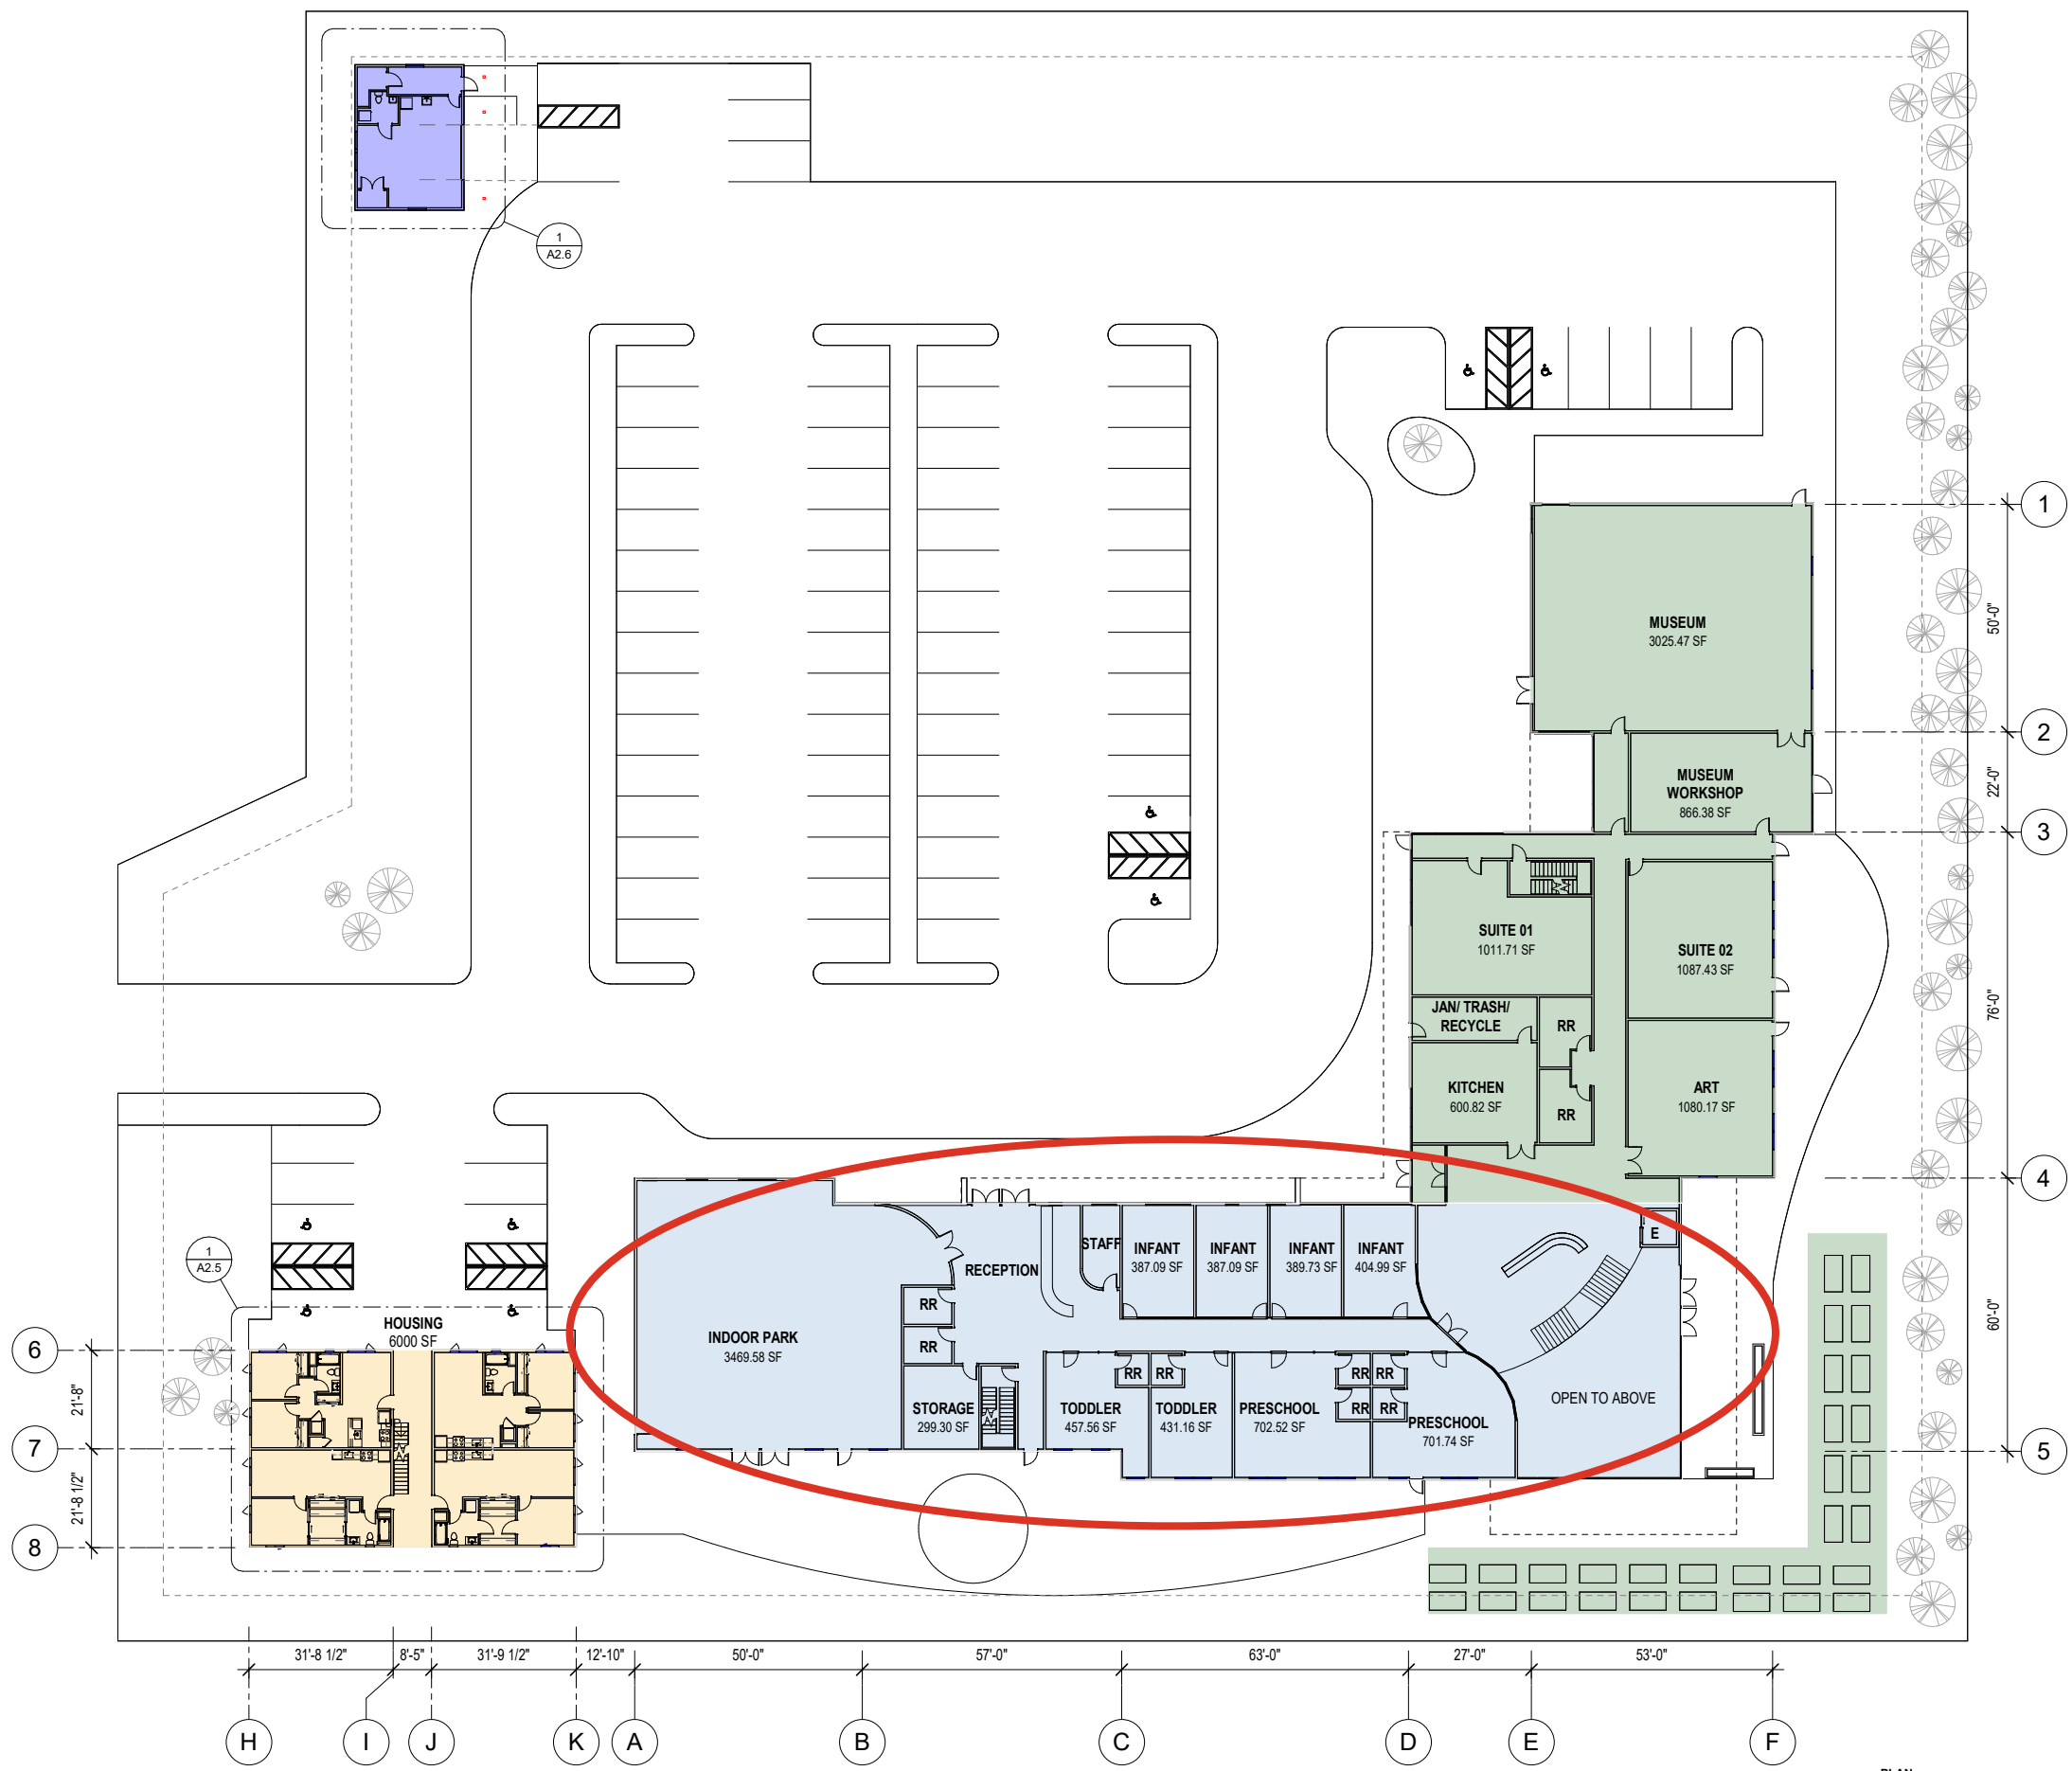 1
A2.6
1
50'-0"
MUSEUM
3025.47 SF
2
22'-0"
MUSEUM
WORKSHOP
866.38 SF
3
SUITE 01
1011.71 SF
SUITE 02
1087.43 SF
76'-0"
JAN/ TRASH/
RECYCLE
RR
KITCHEN
600.82 SF
RR
ART
1080.17 SF
4
1
A2.5
STAFF
INFANT
387.09 SF
INFANT
387.09 SF
INFANT
389.73 SF
INFANT
404.99 SF
E
RECEPTION
RR
RR
HOUSING
6000 SF
INDOOR PARK
3469.58 SF
60'-0"
6
21'-8"
RR
RR
RR
RR
RR
RR
STORAGE
299.30 SF
TODDLER
457.56 SF
TODDLER
431.16 SF
PRESCHOOL
702.52 SF
PRESCHOOL
701.74 SF
OPEN TO ABOVE
7
5
21'-8 1/2"
8
31'-8 1/2"
8'-5"
31'-9 1/2"
12'-10"
50'-0"
57'-0"
63'-0"
27'-0"
53'-0"
H
I
J
K
A
B
C
D
E
F